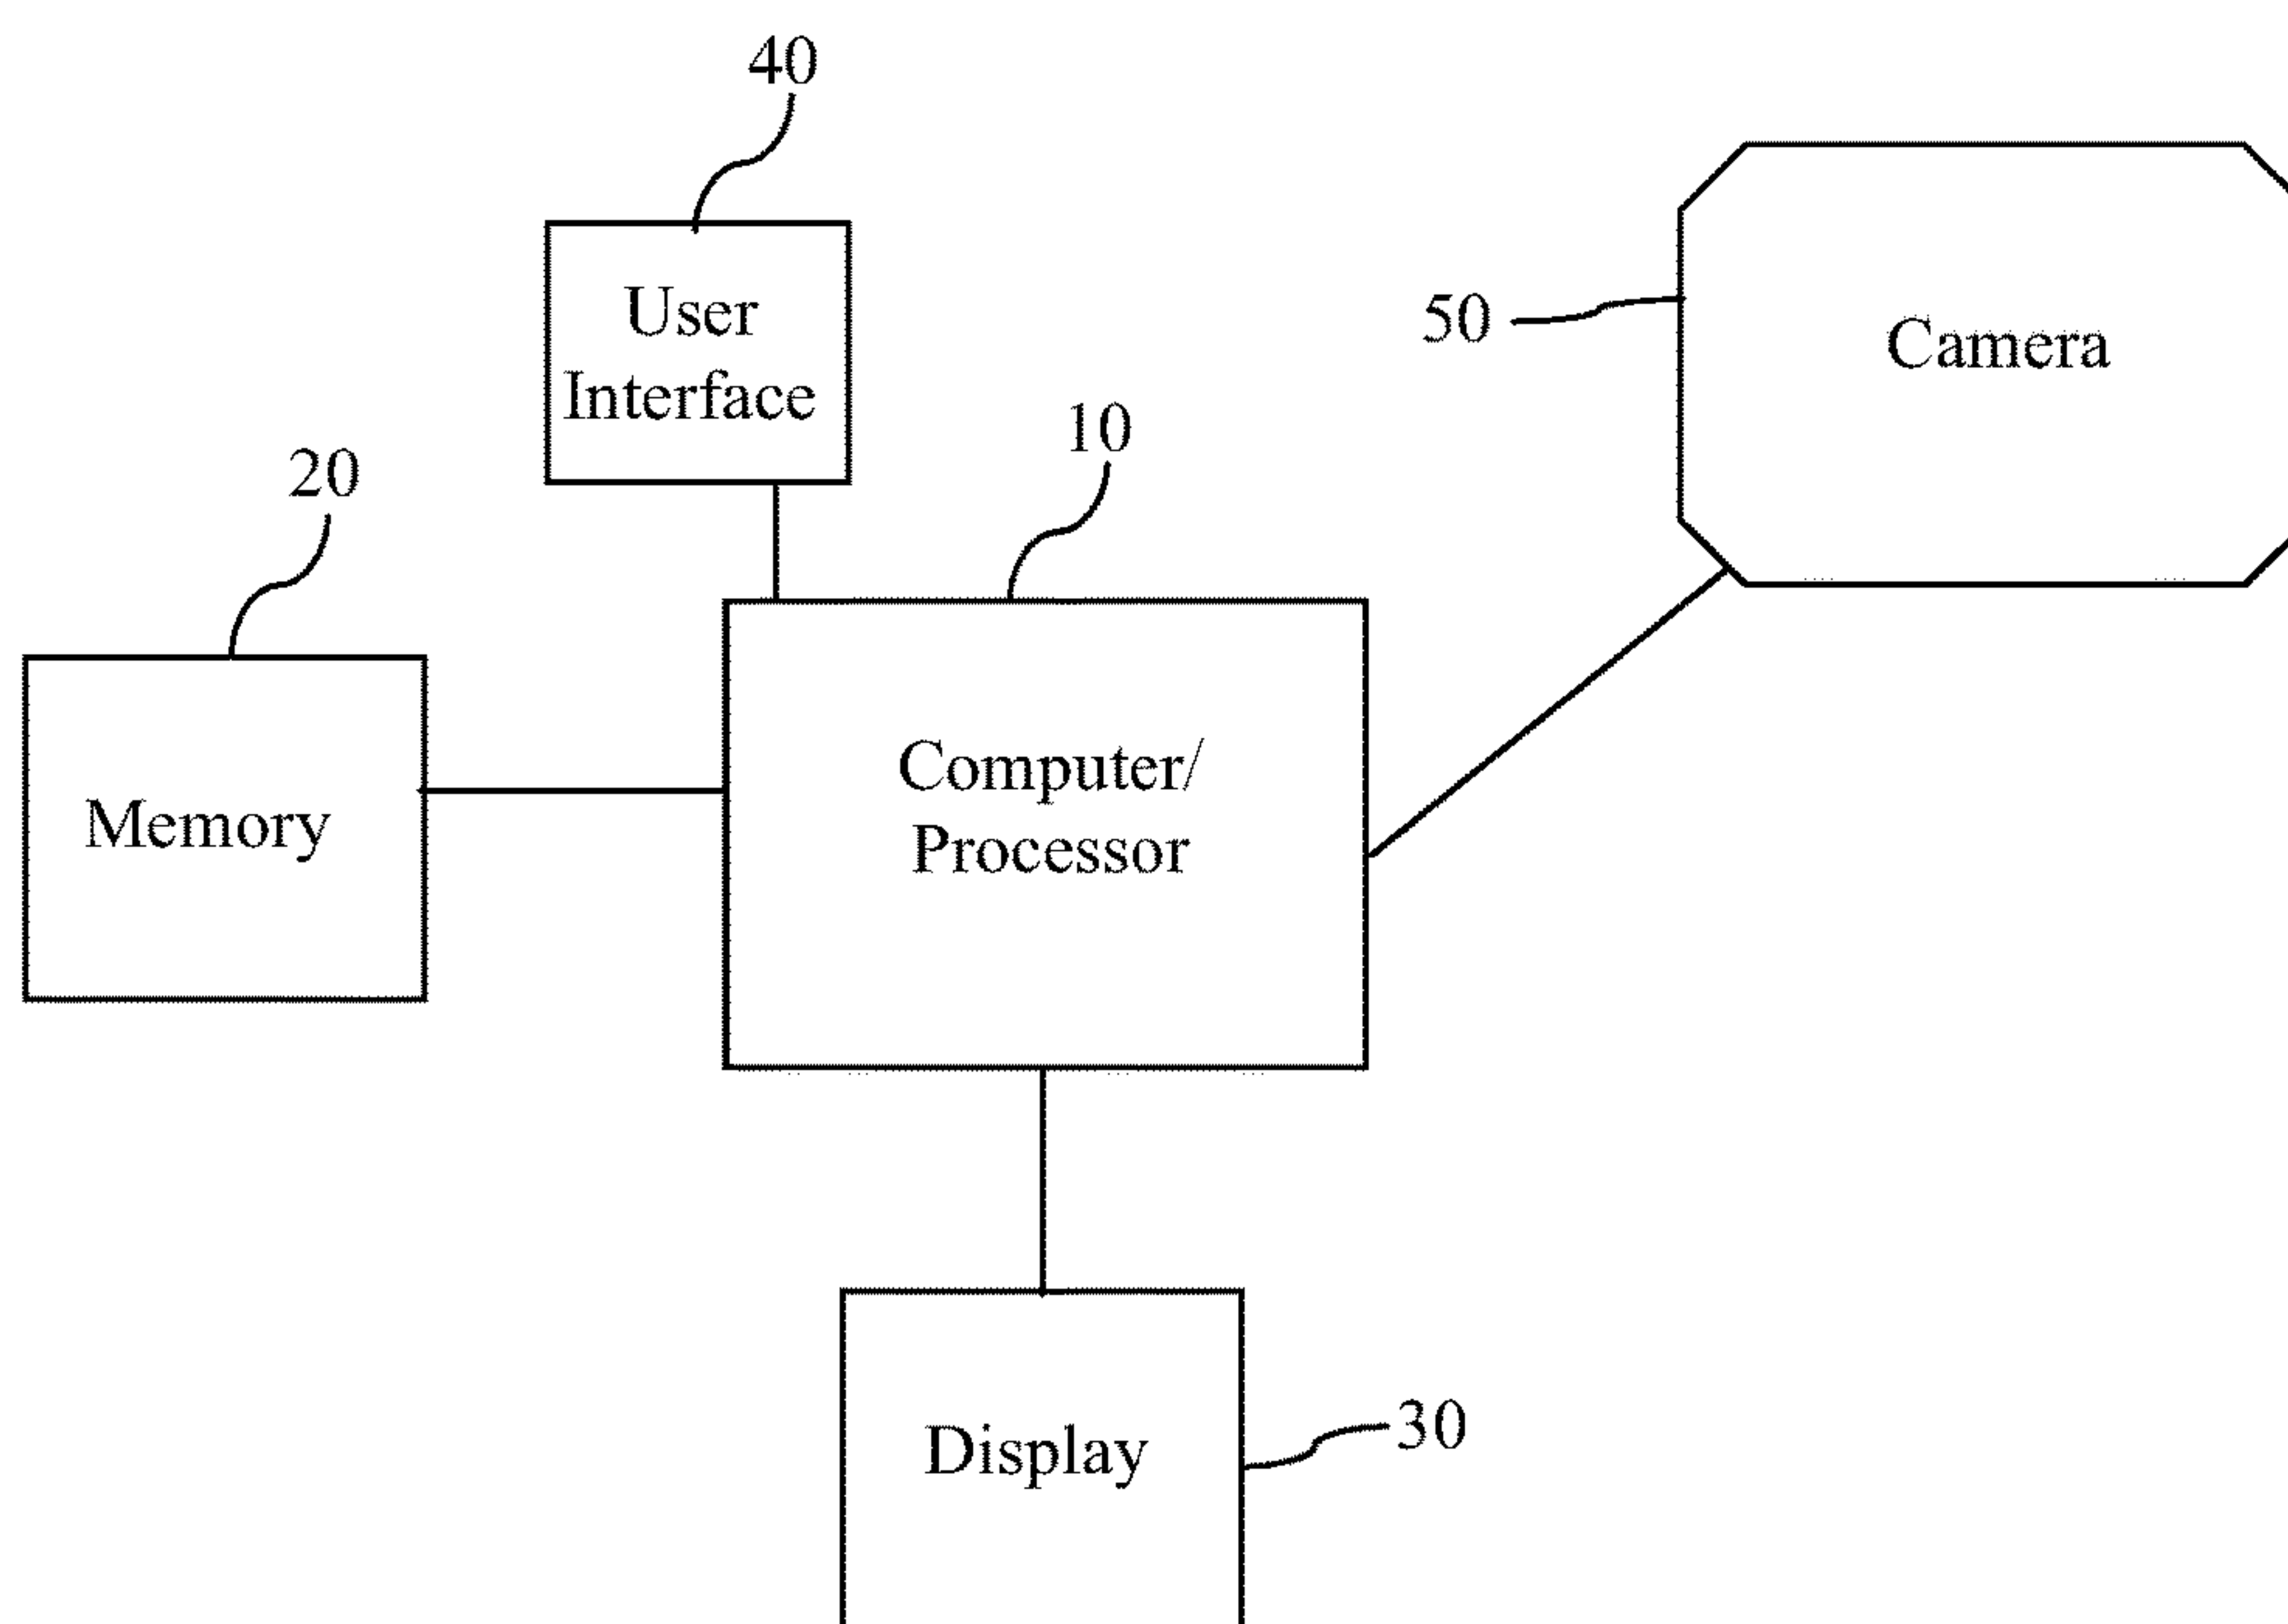 40
User
Interface
50
Camera
10
20
Computer/
Processor
Memory
30
Display